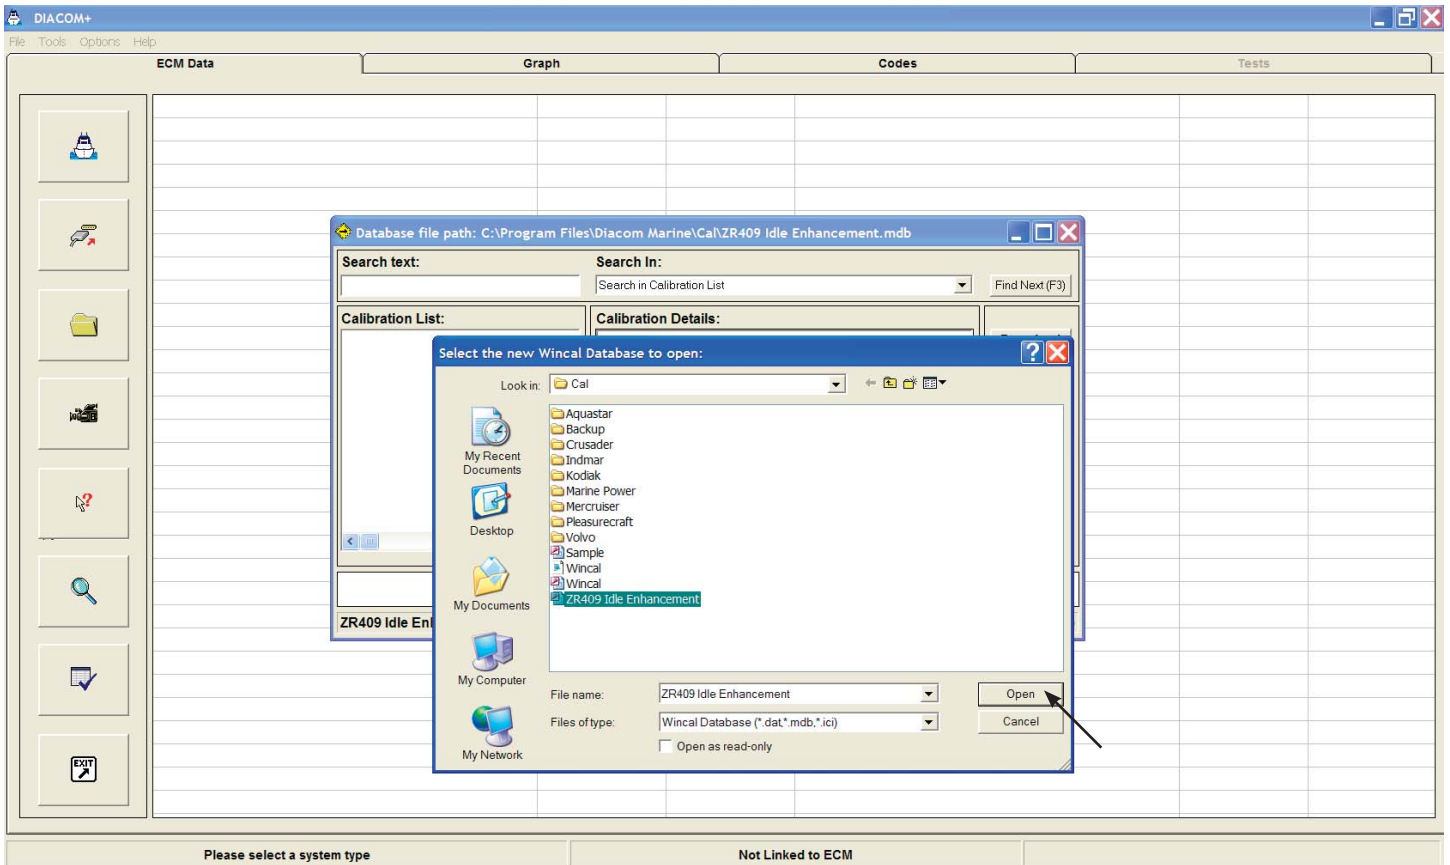 DIACOM+
File Tools Options Help
ECM Data Graph Codes Tests
Database file path: C:\Program Files\Diacom Marine\Cal\ZR409 Idle Enhancement.mdb
Search text: Search In:
Search in Calibration List Find Next (F3)
Calibration List: Calibration Details:
Select the new Wincal Database to open:
Look in: Cal
Aquastar
Backup
Crusader
Indmar
Kodiak
Marine Power
Mercruiser
Pleasurecraft
Volvo
Sample
Wincal
Wincal
ZR409 Idle Enhancement
My Recent
Documents
Desktop
My Documents
My Computer
My Network
File name: ZR409 Idle Enhancement Open
Files of type: Wincal Database (*.dat,*.mdb,*.ici) Cancel
Open as read-only
ZR409 Idle En
EXIT
Please select a system type Not Linked to ECM